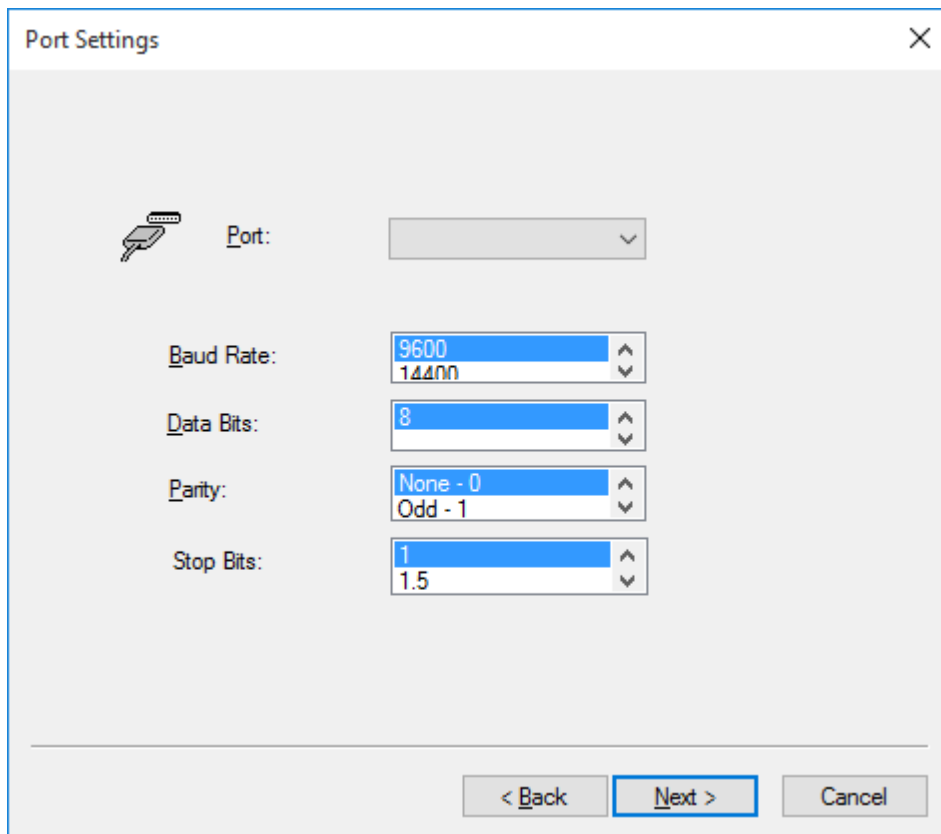 Port Settings
Port:
Baud Rate:
9600
14400
Data Bits:
8
Parity:
None - 0
Odd - 1
Stop Bits:
1
1.5
< Back
Next >
Cancel